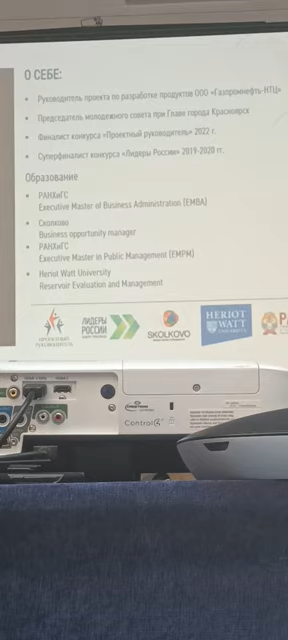 О СЕБЕ:
• Руководитель проекта по разработке продуктов ООО «Газпромнефть-НТЦ»
• Председатель молодежного совета при Главе города Красноярск
• Финалист конкурса «Проектный руководитель» 2022 г.
• Суперфиналист конкурса «Лидеры России» 2019-2020 гг.
Образование
• РАНХиГС
Executive Master of Business Administration (EMBA)
• Сколково
Business opportunity manager
• РАНХиГС
Executive Master in Public Management (EMPM)
• Heriot Watt University
Reservoir Evaluation and Management
ПРОЕКТНЫЙ РУКОВОДИТЕЛЬ
ЛИДЕРЫ РОССИИ
SKOLKOVO
HERIOT WATT UNIVERSITY
РА
Control4